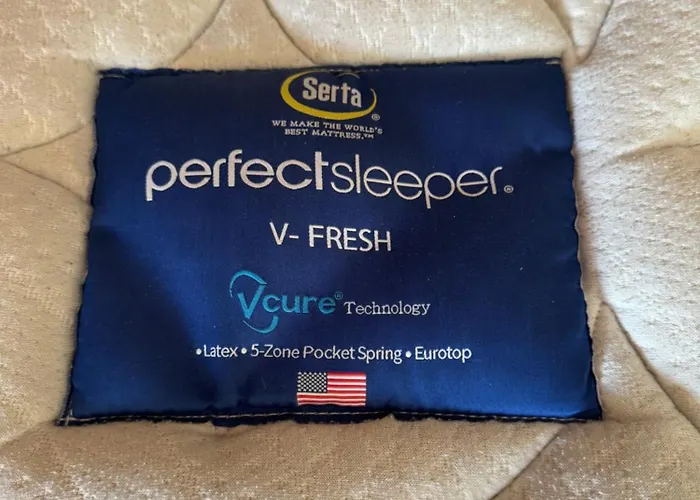 Serta®
WE MAKE THE WORLD'S
BEST MATTRESS.™
perfectsleeper®
V- FRESH
Vcure® Technology
•Latex • 5-Zone Pocket Spring • Eurotop